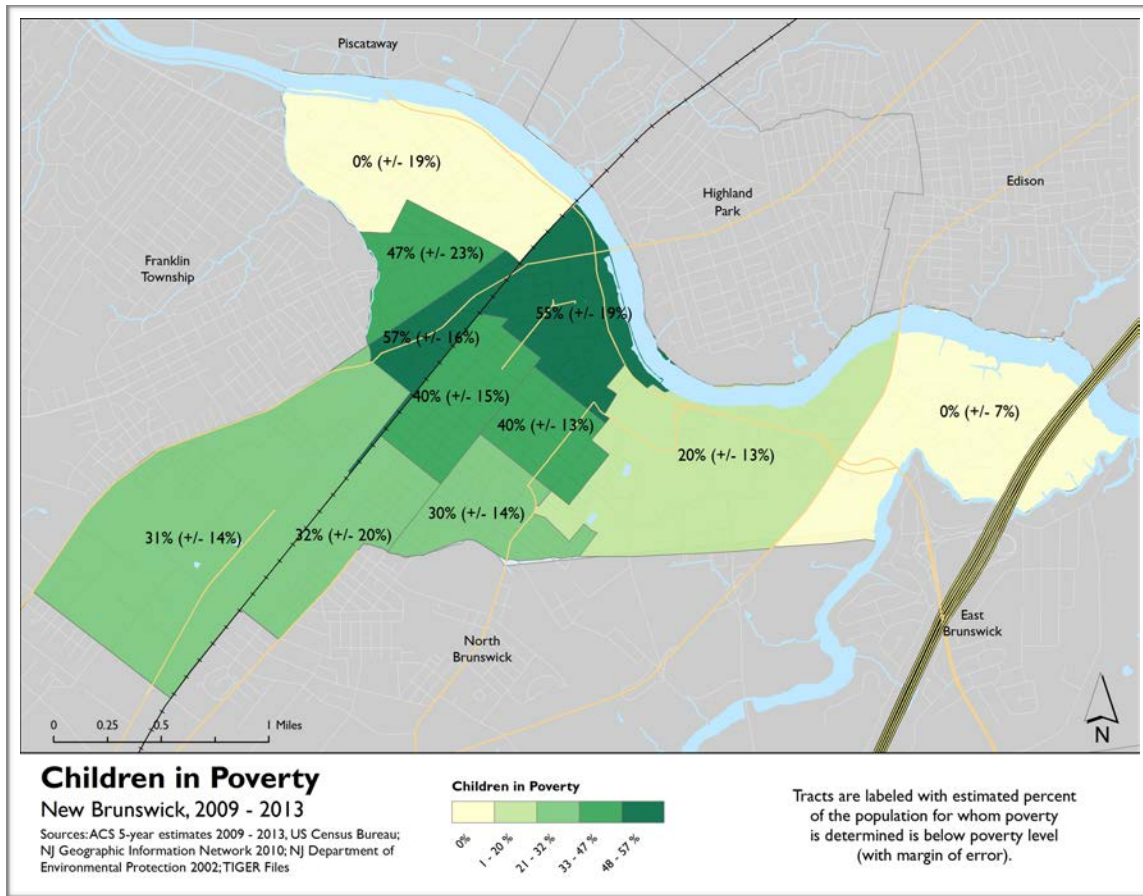 Piscataway
0% (+/- 19%)
Highland
Park
Edison
47% (+/- 23%)
Franklin
Township
55% (+/- 19%)
57% (+/- 16%)
40% (+/- 15%)
0% (+/- 7%)
40% (+/- 13%)
20% (+/- 13%)
30% (+/- 14%)
31% (+/- 14%)
32% (+/- 20%)
East
Brunswick
North
Brunswick
0 0.25 0.5 1 Miles
N
Children in Poverty
New Brunswick, 2009 - 2013
Sources: ACS 5-year estimates 2009 - 2013, US Census Bureau;
NJ Geographic Information Network 2010; NJ Department of
Environmental Protection 2002; TIGER Files
Children in Poverty
0%
1 - 20 %
21 - 32 %
33 - 47 %
48 - 57 %
Tracts are labeled with estimated percent
of the population for whom poverty
is determined is below poverty level
(with margin of error).